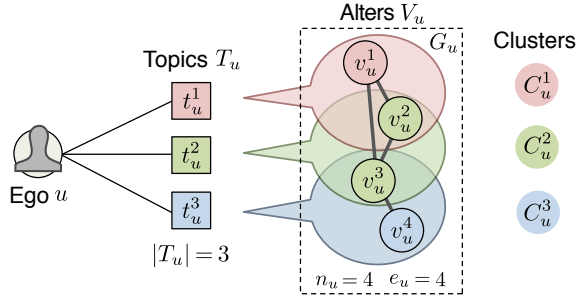 Alters V_u
G_u
Clusters
Topics T_u
v_u^1
t_u^1
C_u^1
v_u^2
t_u^2
C_u^2
v_u^3
Ego u
t_u^3
C_u^3
v_u^4
|T_u| = 3
n_u = 4 e_u = 4